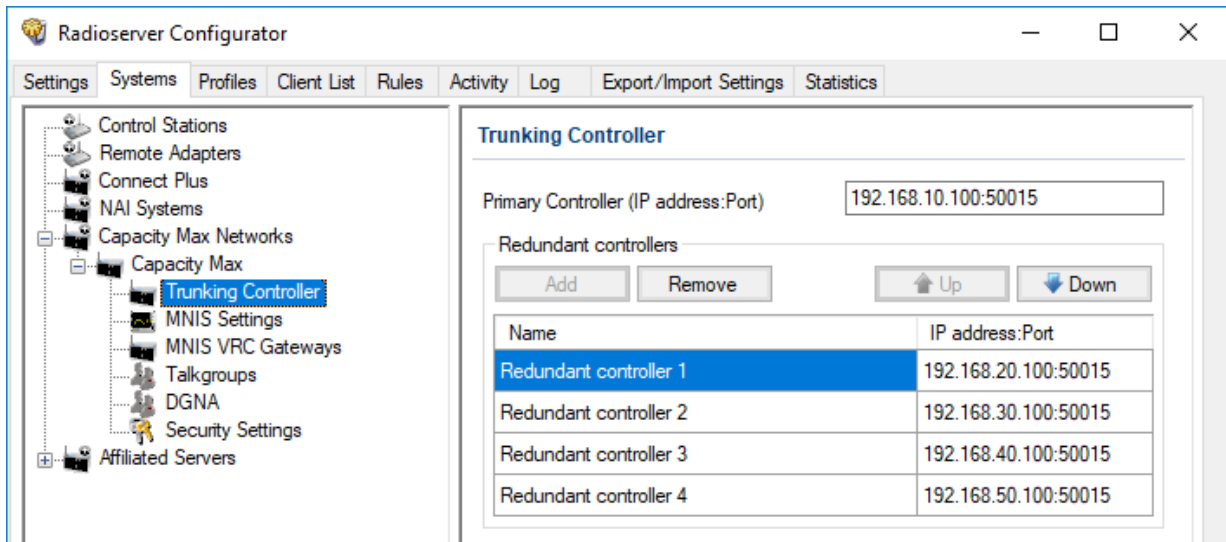 Radioserver Configurator
Settings Systems Profiles Client List Rules Activity Log Export/Import Settings Statistics
Control Stations
Remote Adapters
Connect Plus
NAI Systems
Capacity Max Networks
Capacity Max
Trunking Controller
MNIS Settings
MNIS VRC Gateways
Talkgroups
DGNA
Security Settings
Affiliated Servers
Trunking Controller
Primary Controller (IP address:Port) 192.168.10.100:50015
Redundant controllers
Add Remove Up Down
Name IP address:Port
Redundant controller 1 192.168.20.100:50015
Redundant controller 2 192.168.30.100:50015
Redundant controller 3 192.168.40.100:50015
Redundant controller 4 192.168.50.100:50015